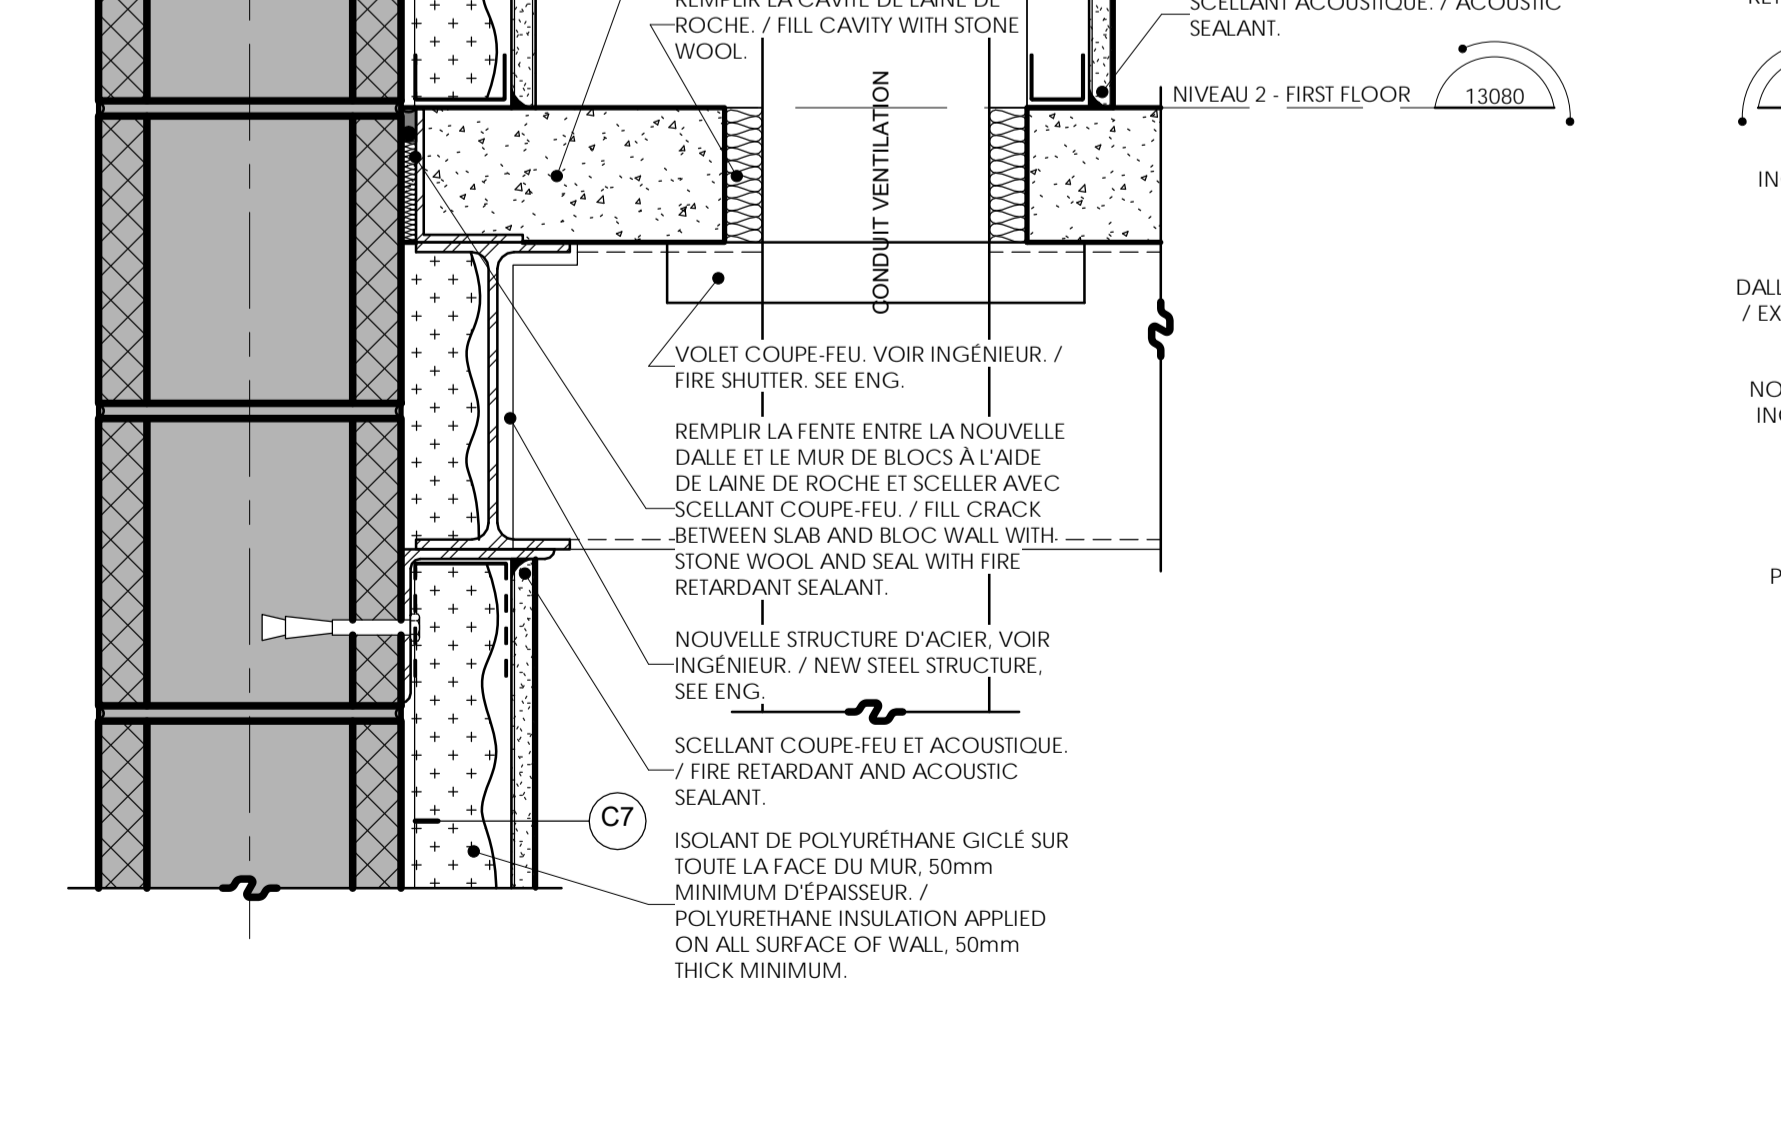 REMPLIR LA CAVITÉ DE LAINE DE
ROCHE. / FILL CAVITY WITH STONE
WOOL.
SCELLANT ACOUSTIQUE. / ACOUSTIC
SEALANT.
NIVEAU 2 - FIRST FLOOR
13080
CONDUIT VENTILATION
VOLET COUPE-FEU. VOIR INGÉNIEUR. /
FIRE SHUTTER. SEE ENG.
REMPLIR LA FENTE ENTRE LA NOUVELLE
DALLE ET LE MUR DE BLOCS À L'AIDE
DE LAINE DE ROCHE ET SCELLER AVEC
SCELLANT COUPE-FEU. / FILL CRACK
BETWEEN SLAB AND BLOC WALL WITH
STONE WOOL AND SEAL WITH FIRE
RETARDANT SEALANT.
NOUVELLE STRUCTURE D'ACIER, VOIR
INGÉNIEUR. / NEW STEEL STRUCTURE,
SEE ENG.
SCELLANT COUPE-FEU ET ACOUSTIQUE.
/ FIRE RETARDANT AND ACOUSTIC
SEALANT.
C7
ISOLANT DE POLYURÉTHANE GICLÉ SUR
TOUTE LA FACE DU MUR, 50mm
MINIMUM D'ÉPAISSEUR. /
POLYURETHANE INSULATION APPLIED
ON ALL SURFACE OF WALL, 50mm
THICK MINIMUM.
DALL
/ EX
NO